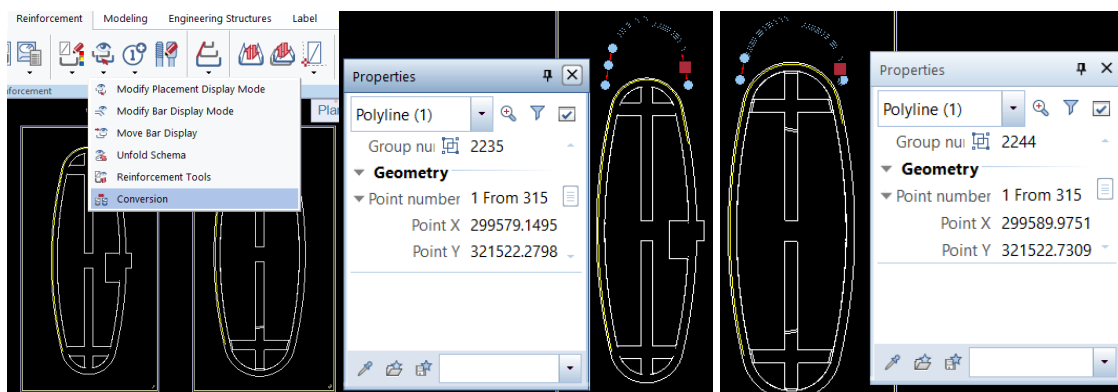 Reinforcement Modeling Engineering Structures Label
nforcement
Modify Placement Display Mode
Modify Bar Display Mode
Move Bar Display
Unfold Schema
Reinforcement Tools
Conversion
Plan
Properties
Polyline (1)
Group nu 2235
Geometry
Point number 1 From 315
Point X 299579.1495
Point Y 321522.2798
Properties
Polyline (1)
Group nu 2244
Geometry
Point number 1 From 315
Point X 299589.9751
Point Y 321522.7309